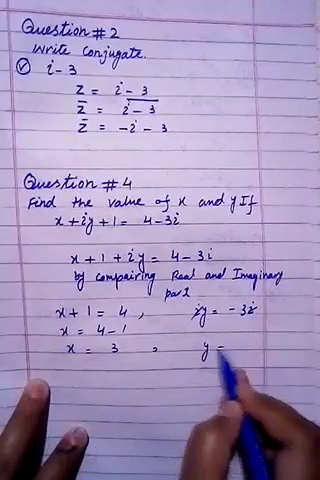 Question #2
Write conjugate.
i - 3
z = i - 3
z̅ = \overline{i - 3}
z̅ = -i - 3
Question #4
Find the value of x and y If
x + iy + 1 = 4 - 3i
x + 1 + iy = 4 - 3i
by compairing Real and Imaginary
part
x + 1 = 4 , iy = -3i
x = 4 - 1
x = 3 , y =